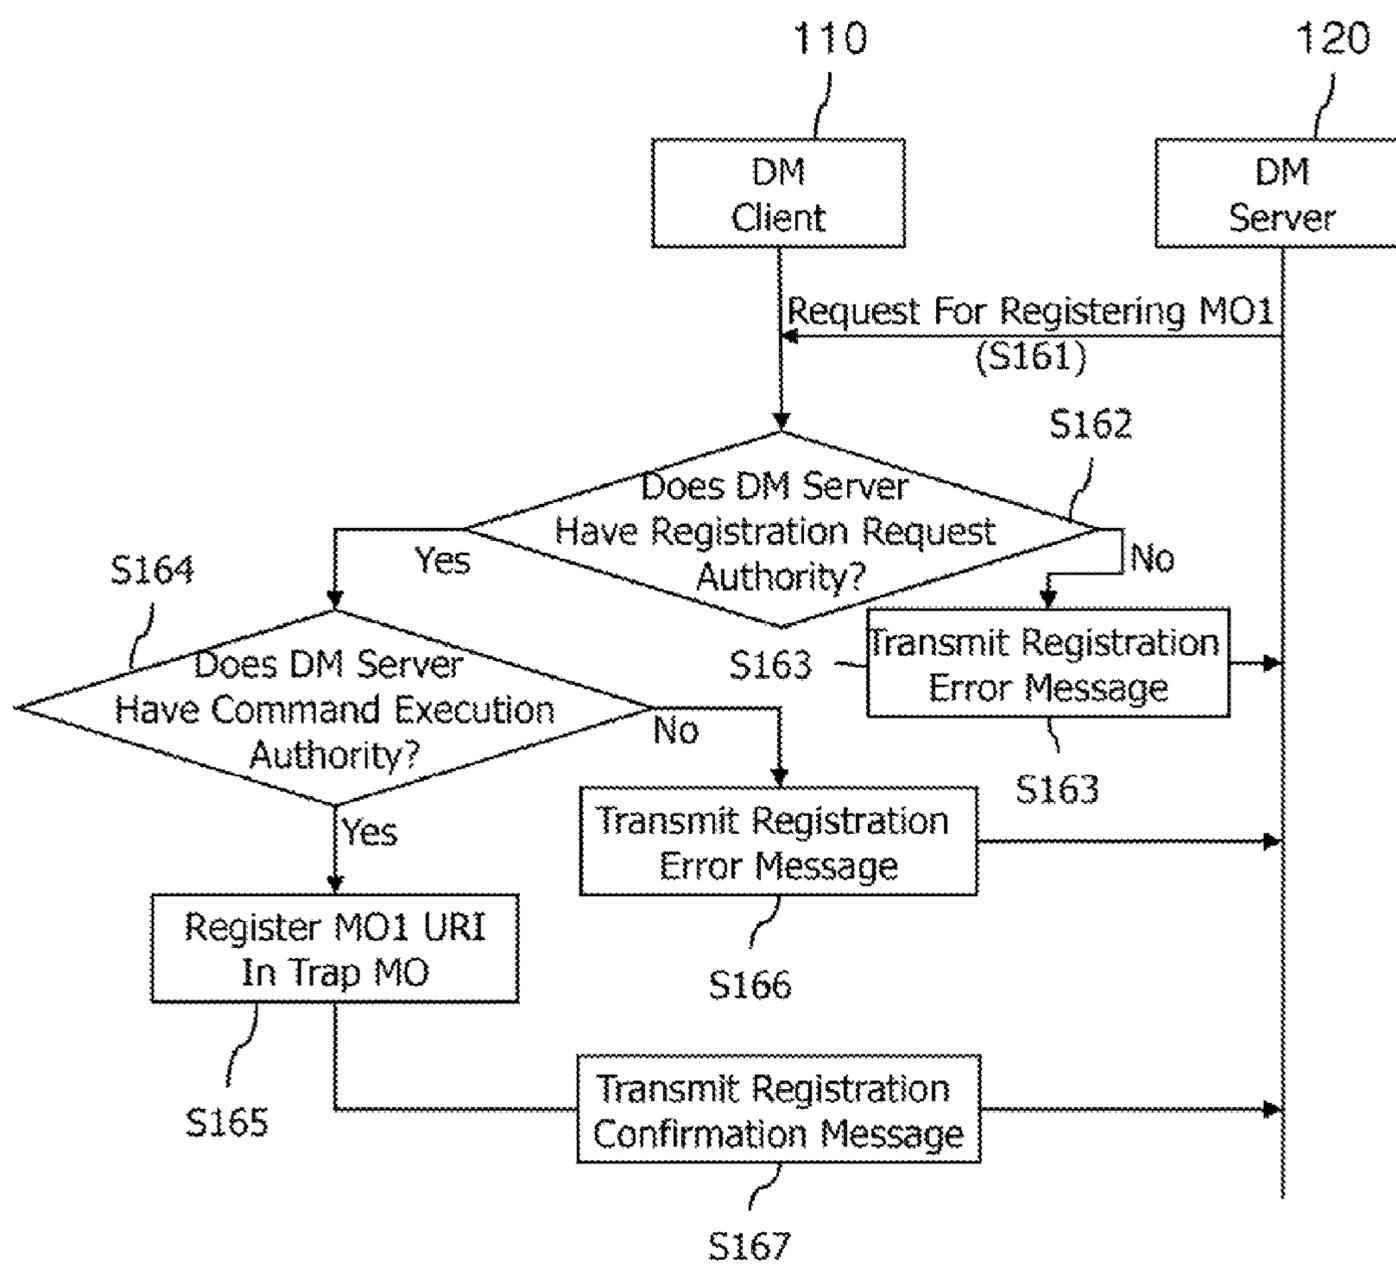 110
120
DM
Client
DM
Server
Request For Registering MO1
(S161)
S162
Does DM Server
Have Registration Request
Authority?
Yes
No
S164
Does DM Server
Have Command Execution
Authority?
S163
Transmit Registration
Error Message
No
S163
Yes
Transmit Registration
Error Message
Register MO1 URI
In Trap MO
S166
S165
Transmit Registration
Confirmation Message
S167